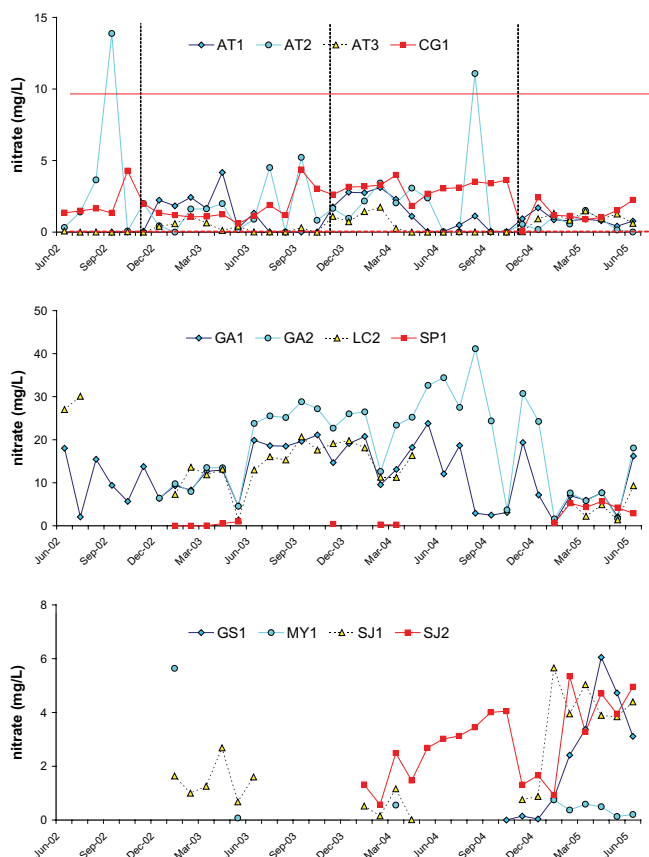 15
AT1 AT2 AT3 CG1
10
5
0
nitrate (mg/L)
Jun-02 Sep-02 Dec-02 Mar-03 Jun-03 Sep-03 Dec-03 Mar-04 Jun-04 Sep-04 Dec-04 Mar-05 Jun-05
50
GA1 GA2 LC2 SP1
40
30
20
10
0
nitrate (mg/L)
Jun-02 Sep-02 Dec-02 Mar-03 Jun-03 Sep-03 Dec-03 Mar-04 Jun-04 Sep-04 Dec-04 Mar-05 Jun-05
8
GS1 MY1 SJ1 SJ2
6
4
2
0
nitrate (mg/L)
Jun-02 Sep-02 Dec-02 Mar-03 Jun-03 Sep-03 Dec-03 Mar-04 Jun-04 Sep-04 Dec-04 Mar-05 Jun-05